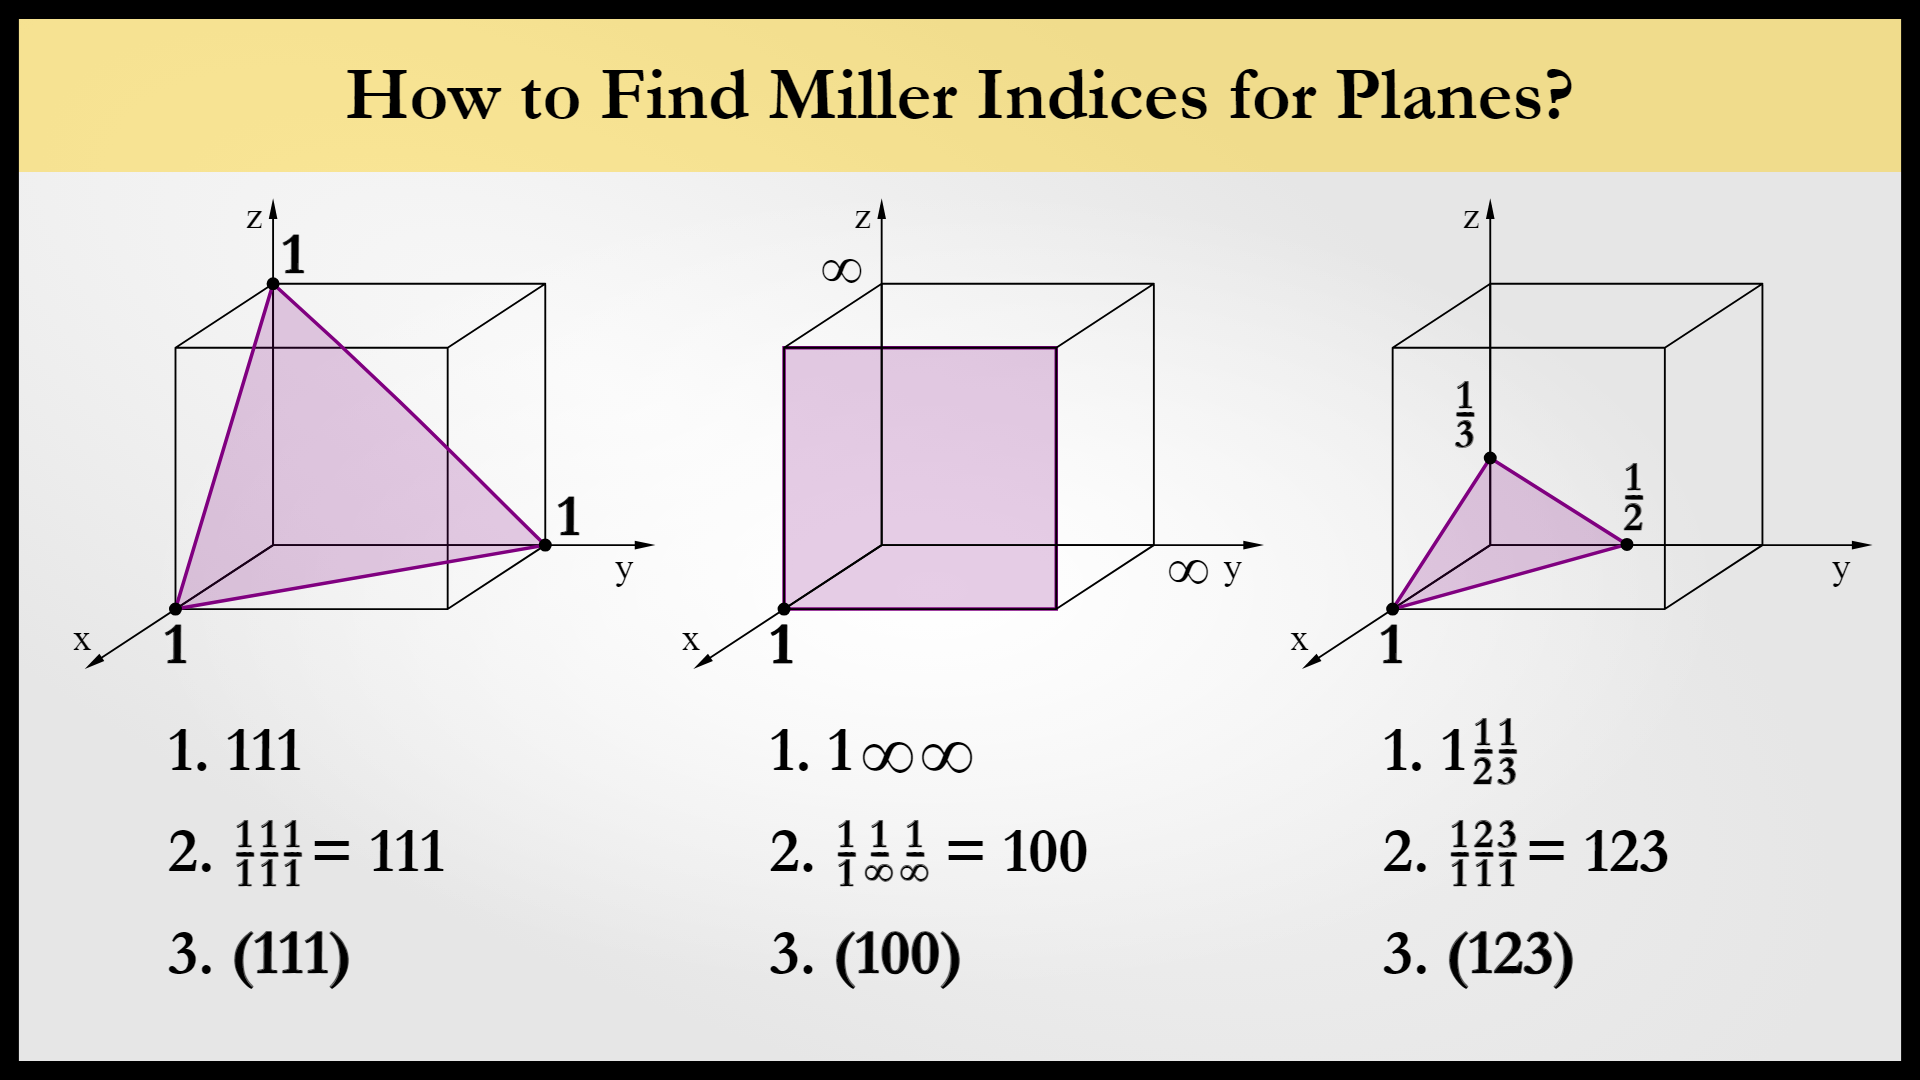 How to Find Miller Indices for Planes?
z
1
1
y
x
1
z
∞
∞ y
x
1
z
1/3
1/2
y
x
1
1. 111
2. 1/1 1/1 1/1 = 111
3. (111)
1. 1∞∞
2. 1/1 1/∞ 1/∞ = 100
3. (100)
1. 1 1/2 1/3
2. 1/1 2/1 3/1 = 123
3. (123)